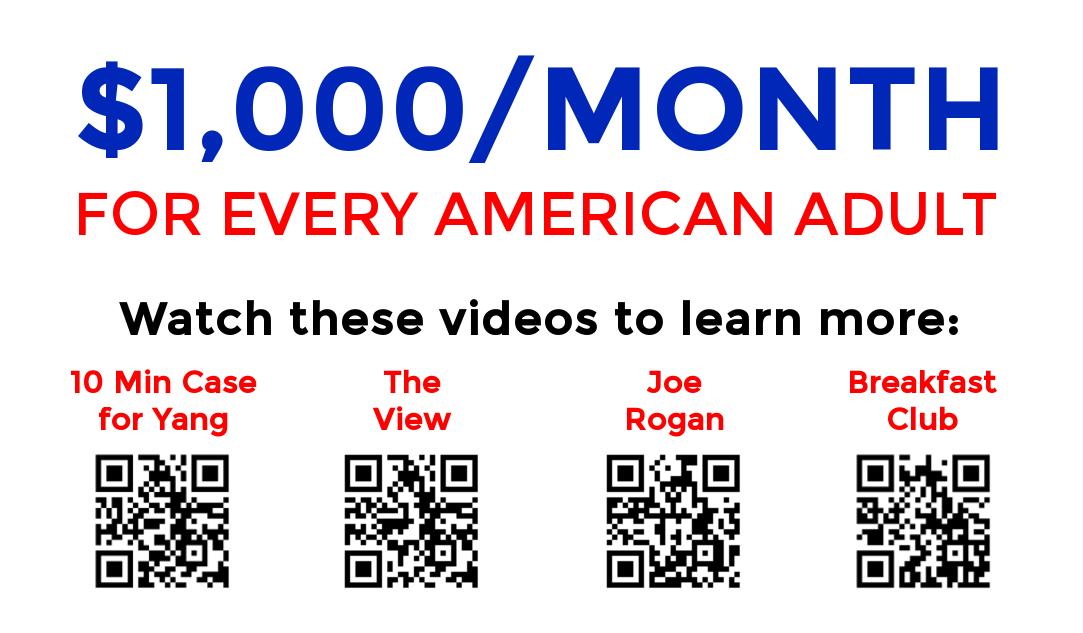 $1,000/MONTH
FOR EVERY AMERICAN ADULT
Watch these videos to learn more:
10 Min Case
for Yang
The
View
Joe
Rogan
Breakfast
Club